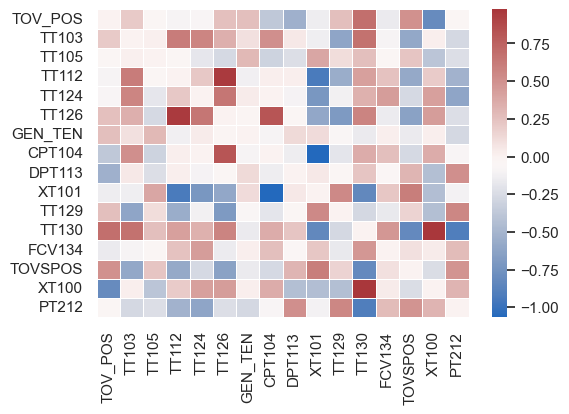 TOV_POS
TT103
TT105
TT112
TT124
TT126
GEN_TEN
CPT104
DPT113
XT101
TT129
TT130
FCV134
TOVSPOS
XT100
PT212
TOV_POS
TT103
TT105
TT112
TT124
TT126
GEN_TEN
CPT104
DPT113
XT101
TT129
TT130
FCV134
TOVSPOS
XT100
PT212
0.75
0.50
0.25
0.00
−0.25
−0.50
−0.75
−1.00